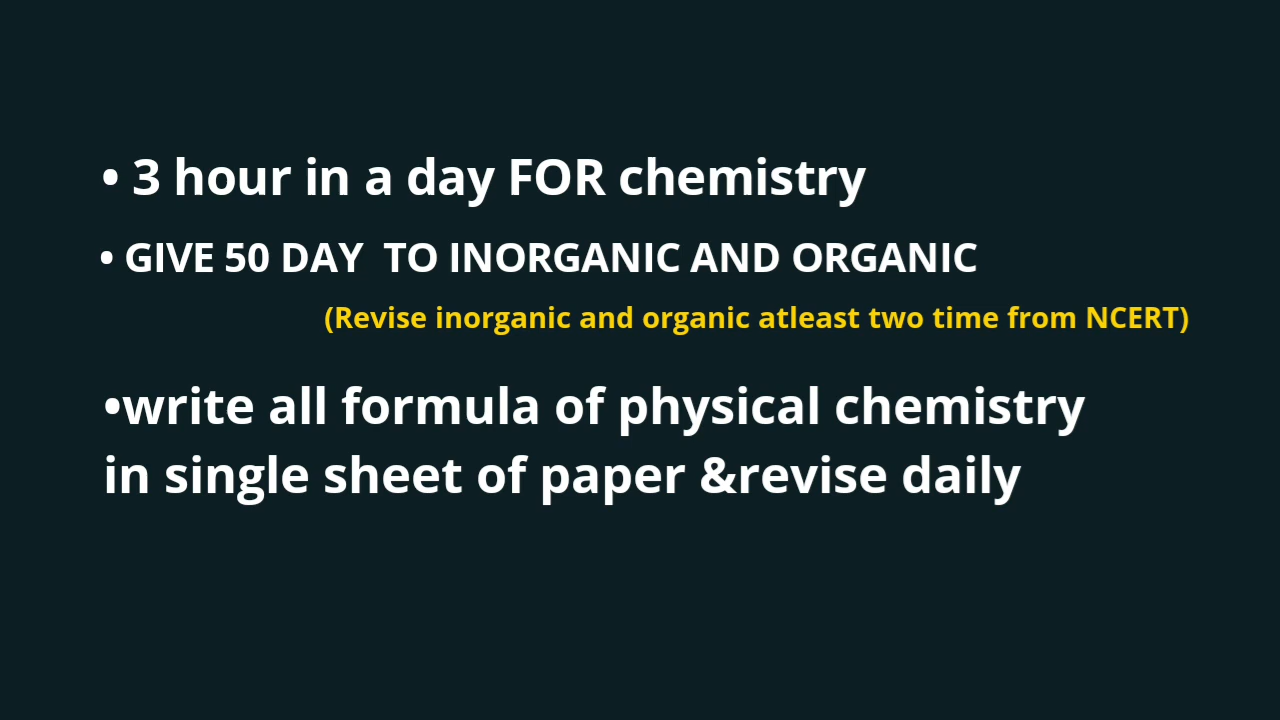 • 3 hour in a day FOR chemistry
• GIVE 50 DAY  TO INORGANIC AND ORGANIC
(Revise inorganic and organic atleast two time from NCERT)
•write all formula of physical chemistry
in single sheet of paper &revise daily